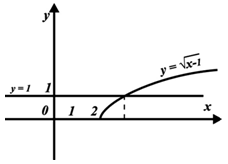 y
y = √x-1
y = 1 1
0 1 2 x